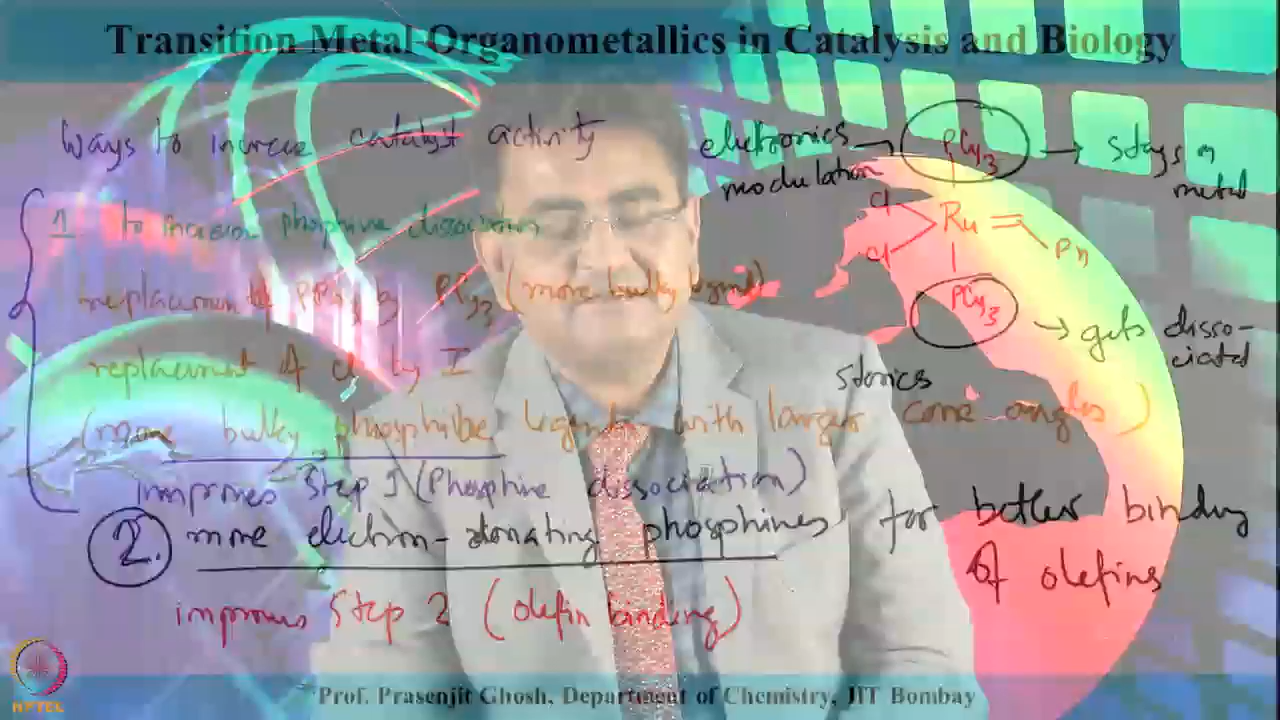 Transition Metal Organometallics in Catalysis and Biology
Ways to increase catalyst activity
electronics modulation
PCy3 → stays on metal
Cl
Ru
Cl
Ph
1 to increase phosphine dissociation
replacement of PPh3 by PCy3 (more bulky ligand)
PCy3 → gets disso-
ciated
replacement of Cl by I
sterics
(more bulky phosphine ligands with larger cone angles)
improves Step 1 (Phosphine dissociation)
2. more electron-donating phosphines for better binding
of olefins
improves Step 2 (olefin binding)
NPTEL
Prof. Prasenjit Ghosh, Department of Chemistry, IIT Bombay